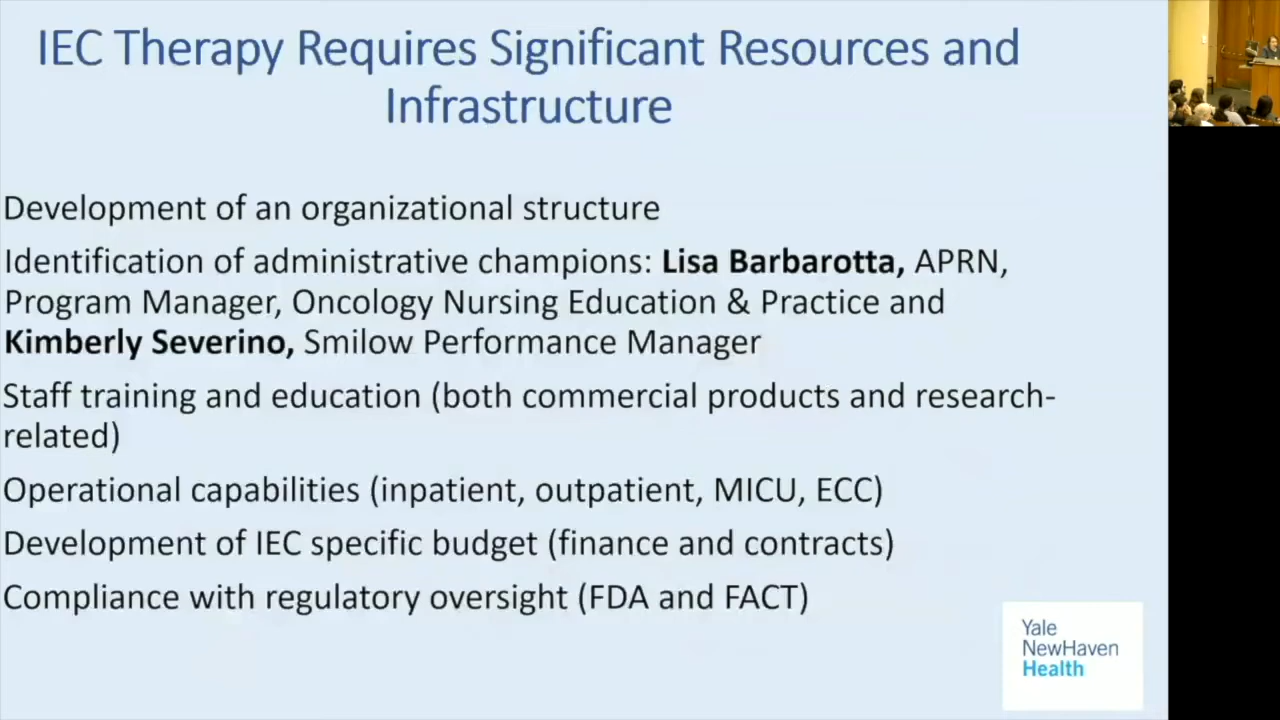 IEC Therapy Requires Significant Resources and
Infrastructure
Development of an organizational structure
Identification of administrative champions: Lisa Barbarotta, APRN,
Program Manager, Oncology Nursing Education & Practice and
Kimberly Severino, Smilow Performance Manager
Staff training and education (both commercial products and research-
related)
Operational capabilities (inpatient, outpatient, MICU, ECC)
Development of IEC specific budget (finance and contracts)
Compliance with regulatory oversight (FDA and FACT)
Yale
NewHaven
Health